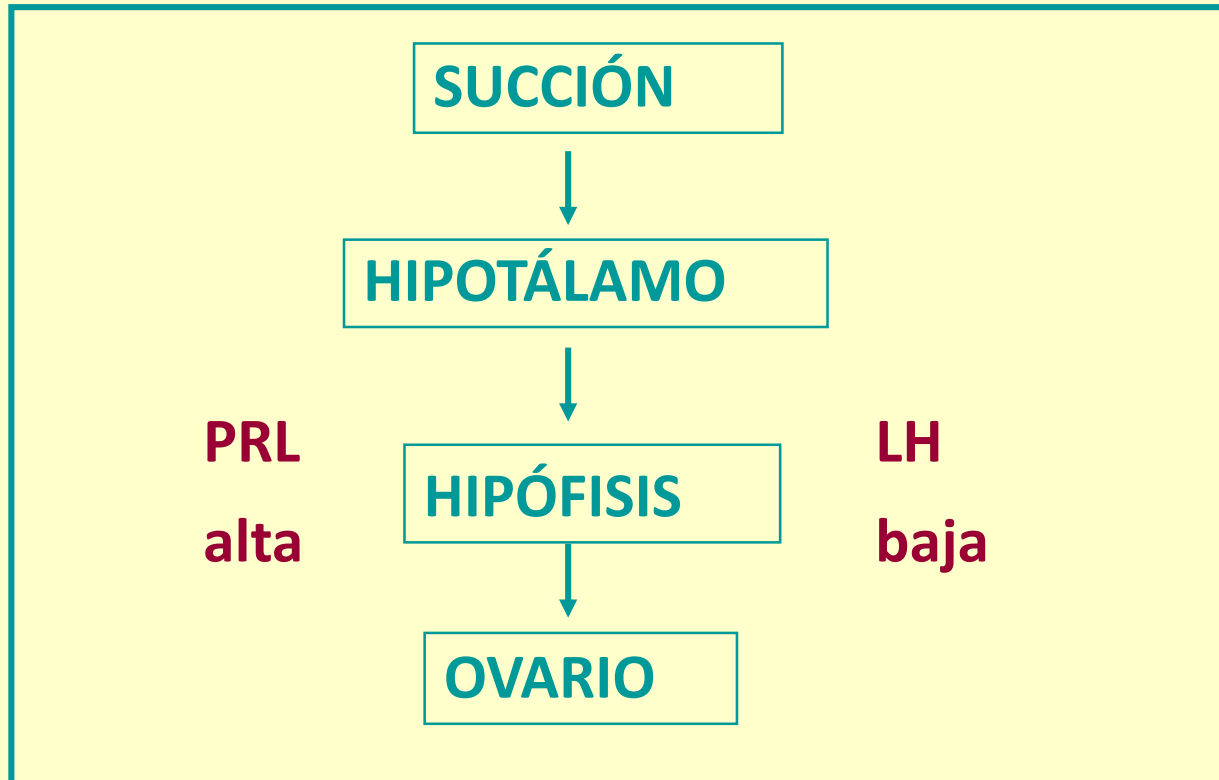 SUCCIÓN
HIPOTÁLAMO
PRL
alta
HIPÓFISIS
LH
baja
OVARIO